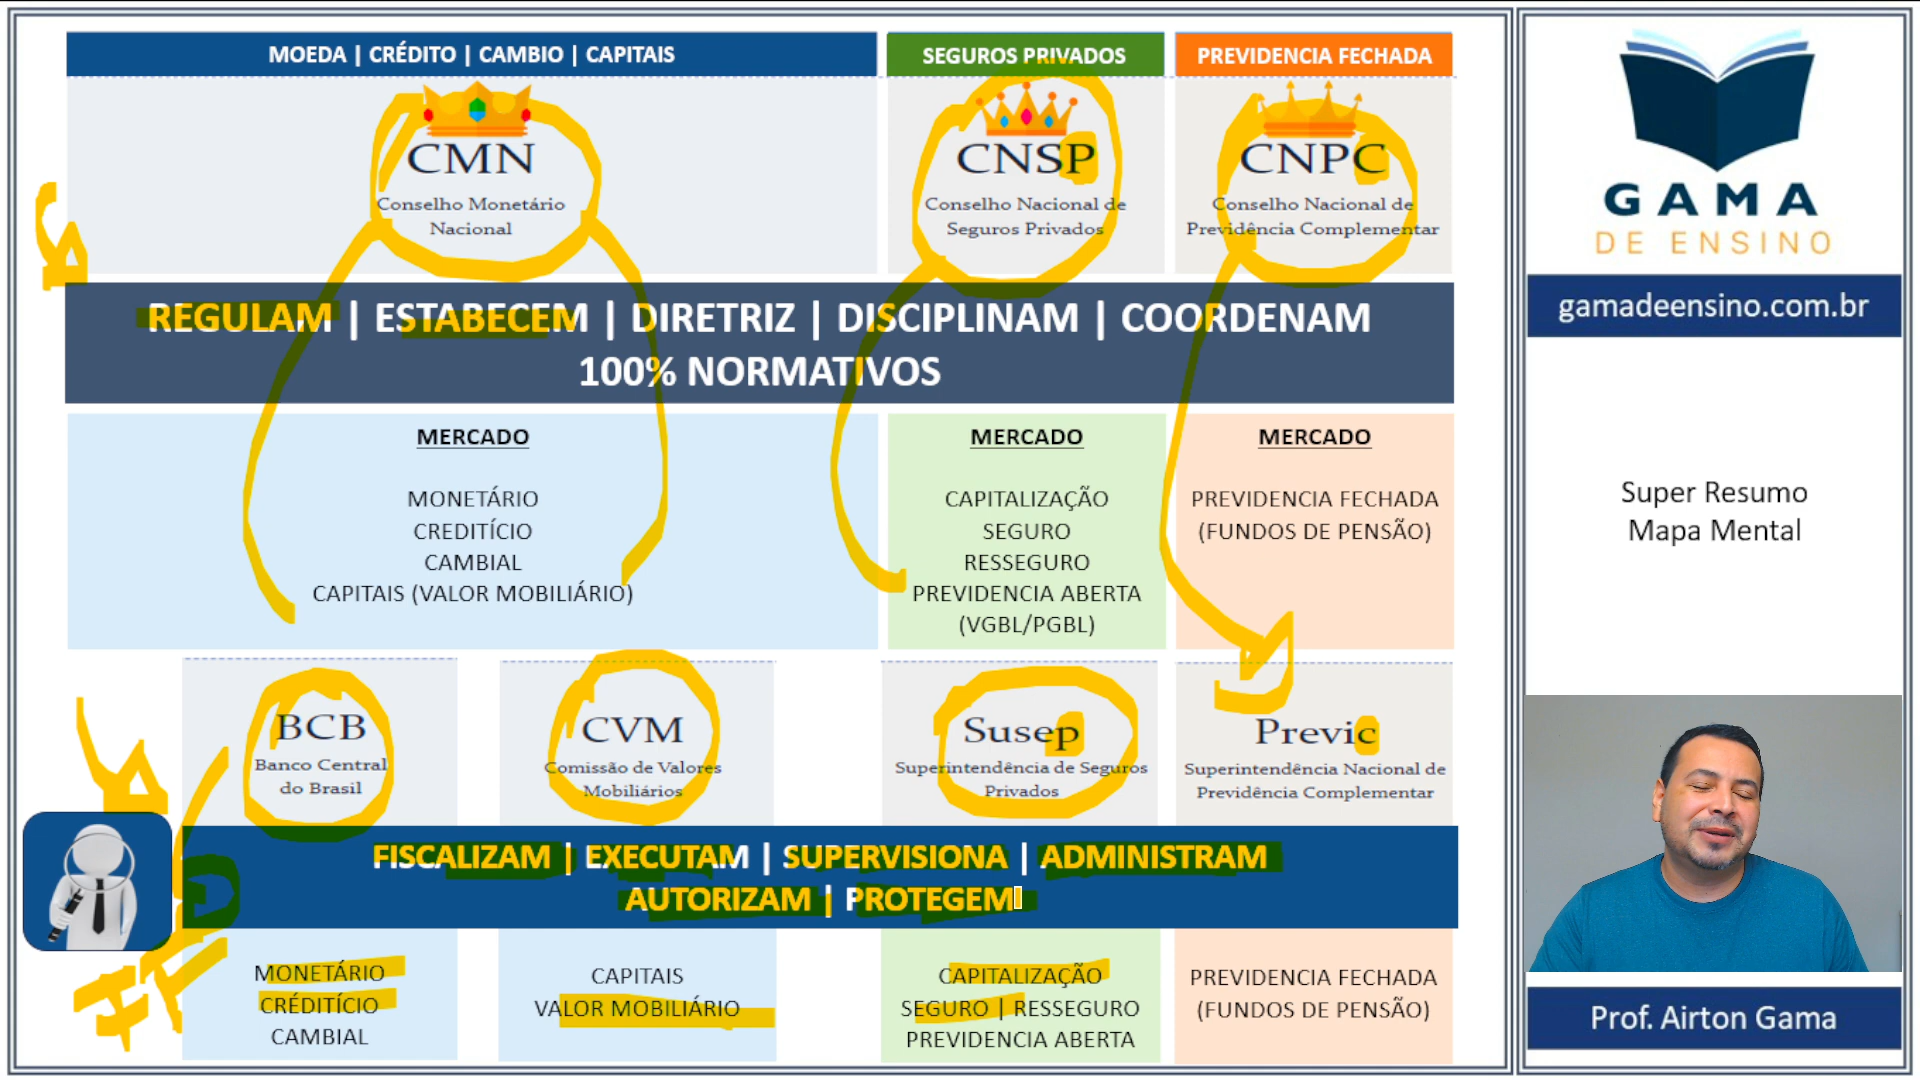 MOEDA | CRÉDITO | CAMBIO | CAPITAIS
SEGUROS PRIVADOS
PREVIDENCIA FECHADA
CMN
Conselho Monetário
Nacional
CNSP
Conselho Nacional de
Seguros Privados
CNPC
Conselho Nacional de
Previdência Complementar
REGULAM | ESTABECEM | DIRETRIZ | DISCIPLINAM | COORDENAM
100% NORMATIVOS
MERCADO
MONETÁRIO
CREDITÍCIO
CAMBIAL
CAPITAIS (VALOR MOBILIÁRIO)
MERCADO
CAPITALIZAÇÃO
SEGURO
RESSEGURO
PREVIDENCIA ABERTA
(VGBL/PGBL)
MERCADO
PREVIDENCIA FECHADA
(FUNDOS DE PENSÃO)
BCB
Banco Central
do Brasil
CVM
Comissão de Valores
Mobiliários
Susep
Superintendência de Seguros
Privados
Previc
Superintendência Nacional de
Previdência Complementar
FISCALIZAM | EXECUTAM | SUPERVISIONA | ADMINISTRAM
AUTORIZAM | PROTEGEM
MONETÁRIO
CRÉDITÍCIO
CAMBIAL
CAPITAIS
VALOR MOBILIÁRIO
CAPITALIZAÇÃO
SEGURO | RESSEGURO
PREVIDENCIA ABERTA
PREVIDENCIA FECHADA
(FUNDOS DE PENSÃO)
GAMA
DE ENSINO
gamadeensino.com.br
Super Resumo
Mapa Mental
Prof. Airton Gama